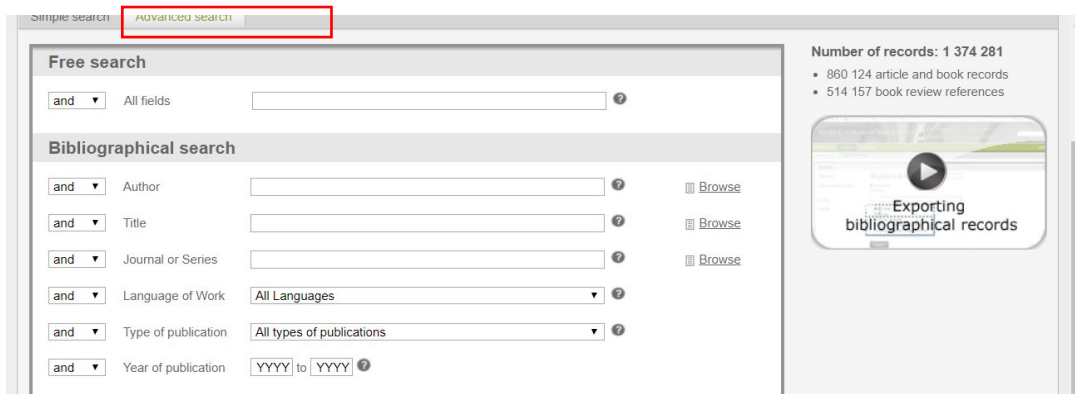 Simple search Advanced search
Free search
and All fields
Bibliographical search
and Author Browse
and Title Browse
and Journal or Series Browse
and Language of Work All Languages
and Type of publication All types of publications
and Year of publication YYYY to YYYY
Number of records: 1 374 281
• 860 124 article and book records
• 514 157 book review references
Exporting
bibliographical records